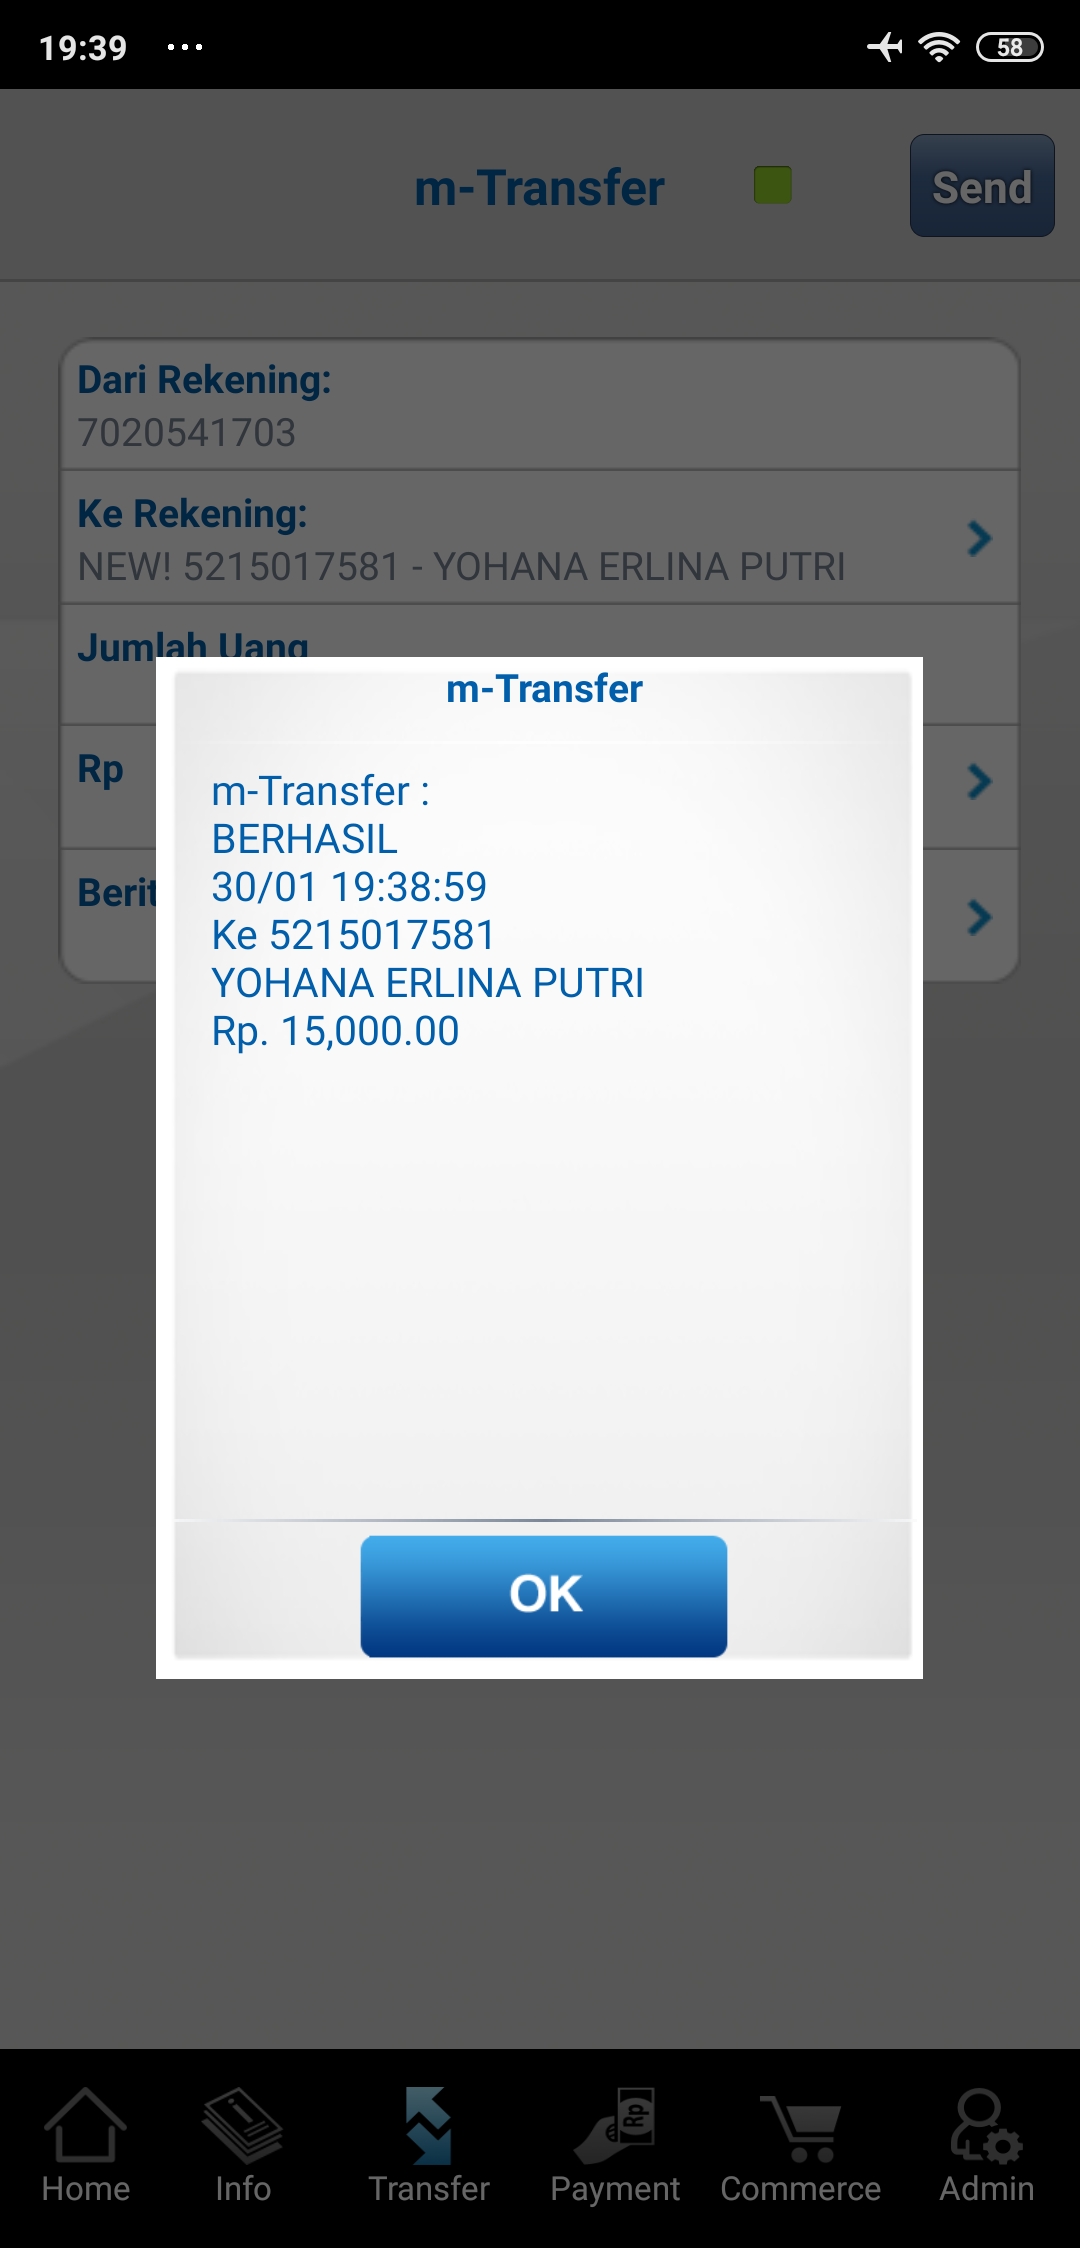 19:39 ...
58
m-Transfer
Send
Dari Rekening:
7020541703
Ke Rekening:
NEW! 5215017581 - YOHANA ERLINA PUTRI
Jumlah Uang
Rp
Berit
m-Transfer
m-Transfer :
BERHASIL
30/01 19:38:59
Ke 5215017581
YOHANA ERLINA PUTRI
Rp. 15,000.00
OK
Rp
Home Info Transfer Payment Commerce Admin